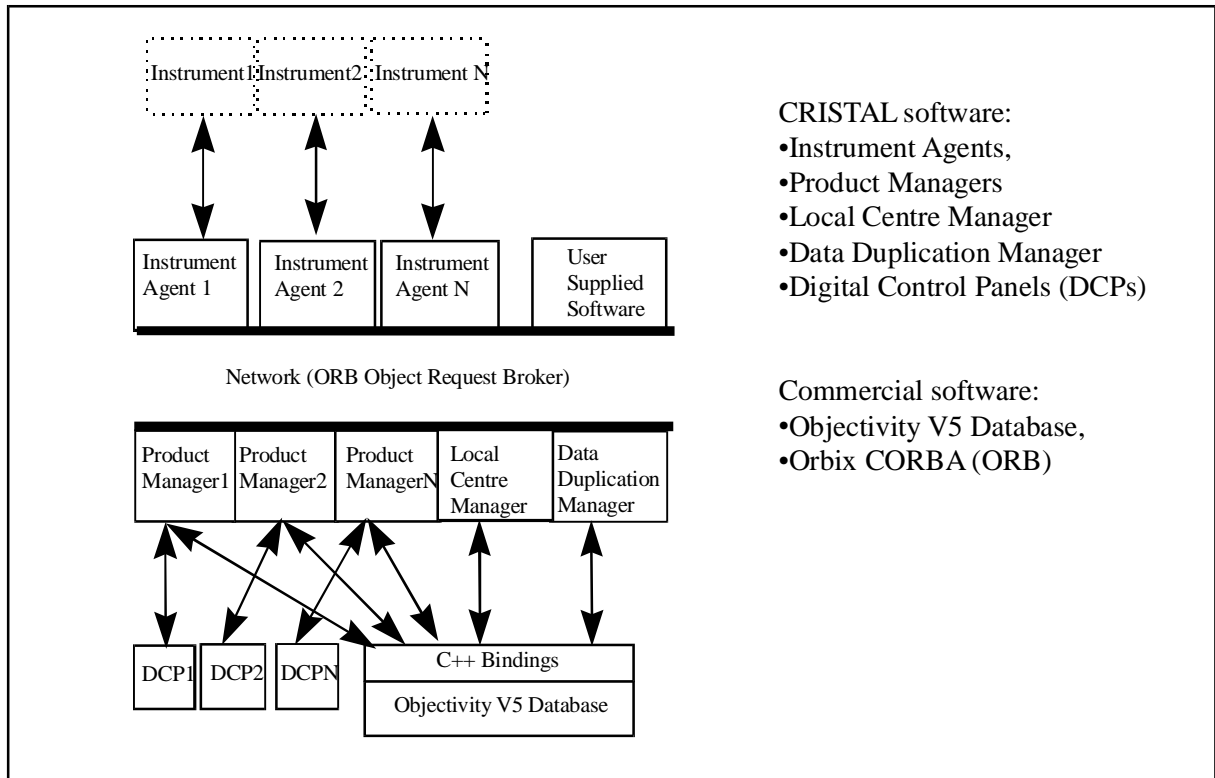 Instrument1
Instrument2
Instrument N
Instrument
Agent 1
Instrument
Agent 2
Instrument
Agent N
User
Supplied
Software
Network (ORB Object Request Broker)
Product
Manager1
Product
Manager2
Product
ManagerN
Local
Centre
Manager
Data
Duplication
Manager
DCP1
DCP2
DCPN
C++ Bindings
Objectivity V5 Database
CRISTAL software:
•Instrument Agents,
•Product Managers
•Local Centre Manager
•Data Duplication Manager
•Digital Control Panels (DCPs)
Commercial software:
•Objectivity V5 Database,
•Orbix CORBA (ORB)